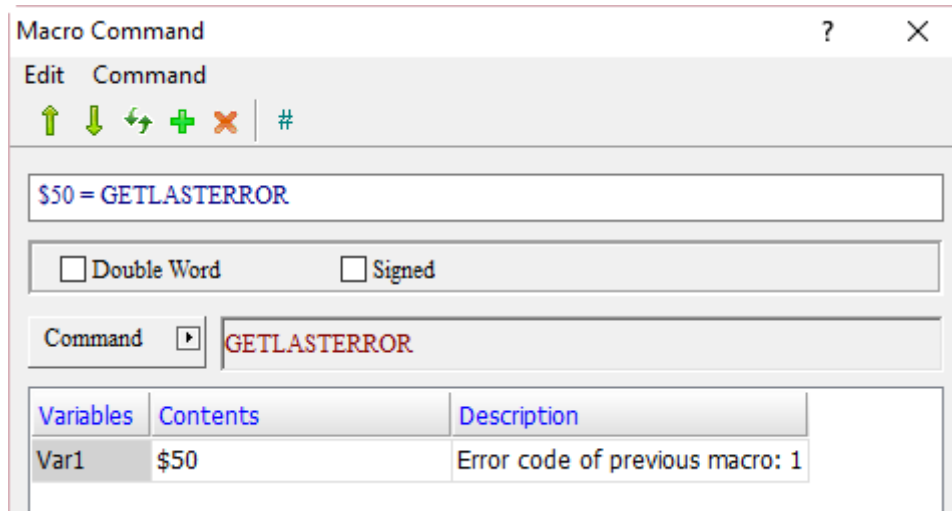 Macro Command ?
Edit Command
#
$50 = GETLASTERROR
Double Word Signed
Command GETLASTERROR
Variables Contents Description
Var1 $50 Error code of previous macro: 1